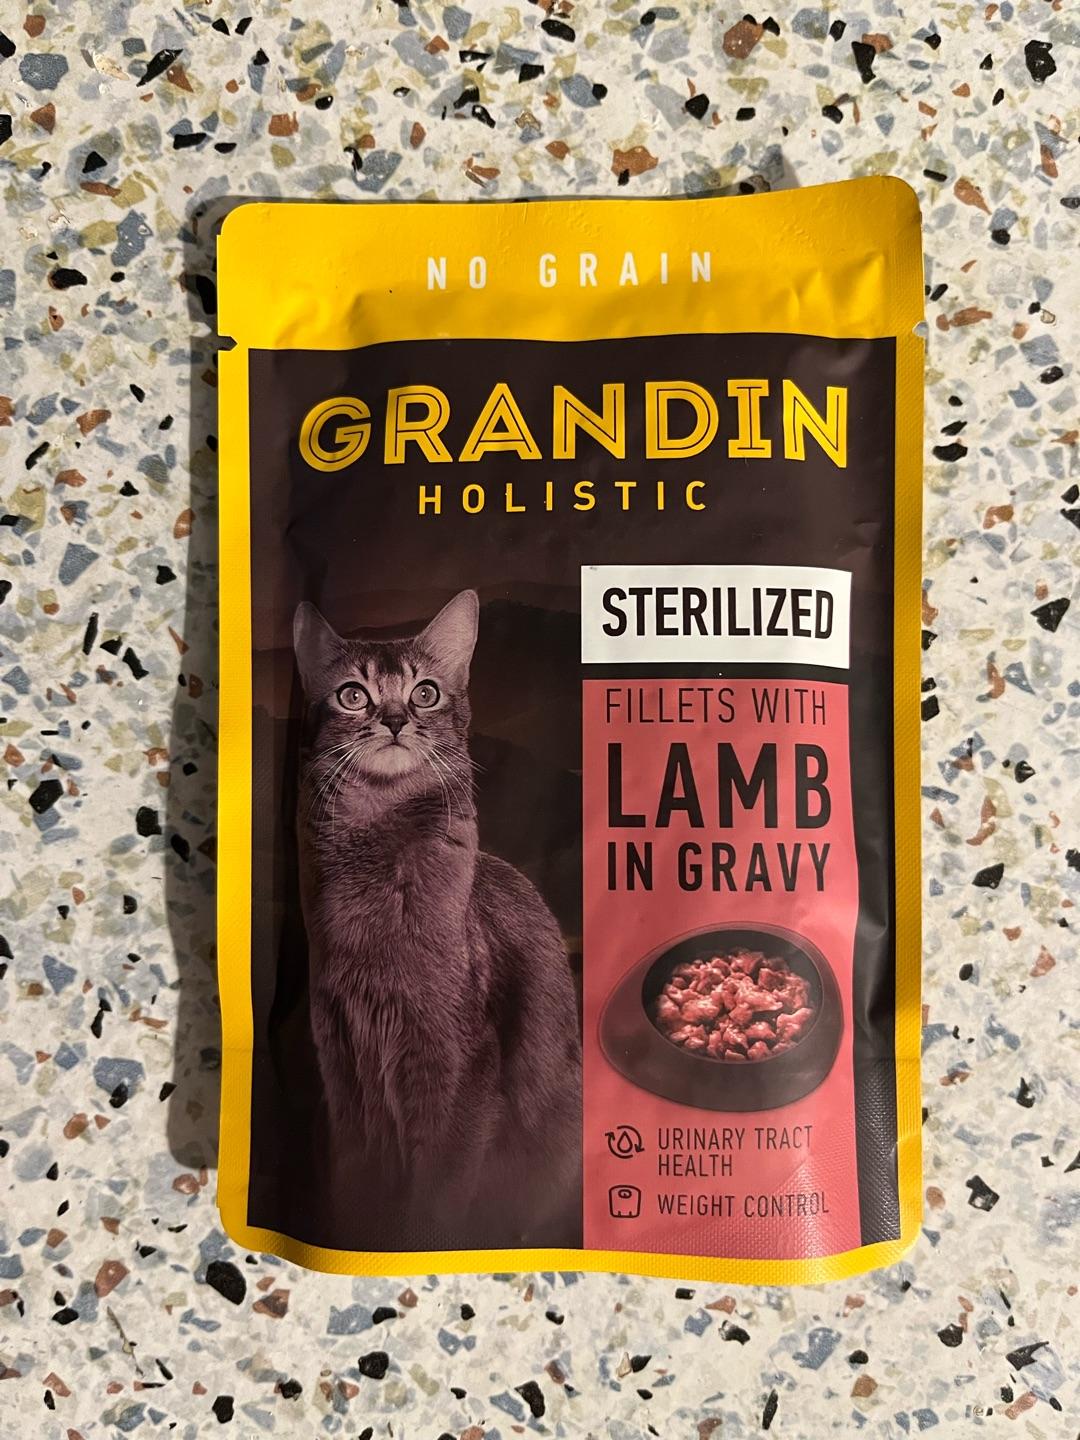 NO GRAIN
GRANDIN
HOLISTIC
STERILIZED
FILLETS WITH
LAMB
IN GRAVY
URINARY TRACT
HEALTH
WEIGHT CONTROL